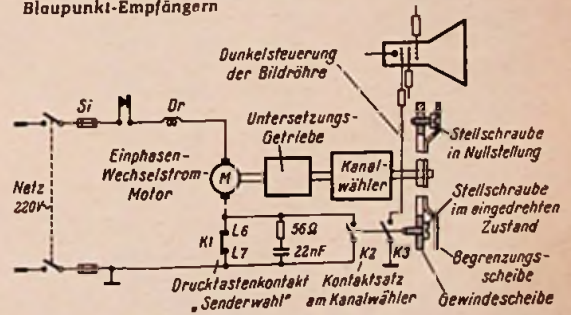 Blaupunkt-Empfängern
Dunkelsteuerung
der Bildröhre
Si
Dr
Untersetzungs-
Getriebe
Stellschraube
in Nullstellung
Einphasen-
Wechselstrom-
Motor
M
Kanal-
wähler
Netz
220V~
Stellschraube
im eingedrehten
Zustand
K1
L6
L7
56Ω
22nF
K2
K3
Begrenzungs-
scheibe
Drucktastenkontakt
„Senderwahl"
Kontaktsatz
am Kanalwähler
Gewindescheibe